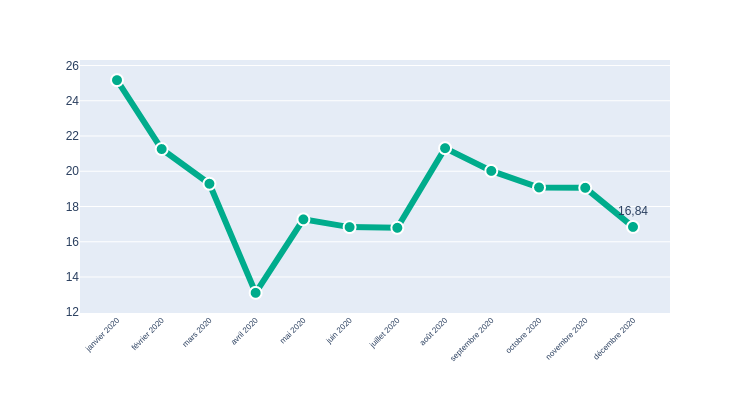 26
24
22
20
18
16
14
12
16,84
janvier 2020
février 2020
mars 2020
avril 2020
mai 2020
juin 2020
juillet 2020
août 2020
septembre 2020
octobre 2020
novembre 2020
décembre 2020